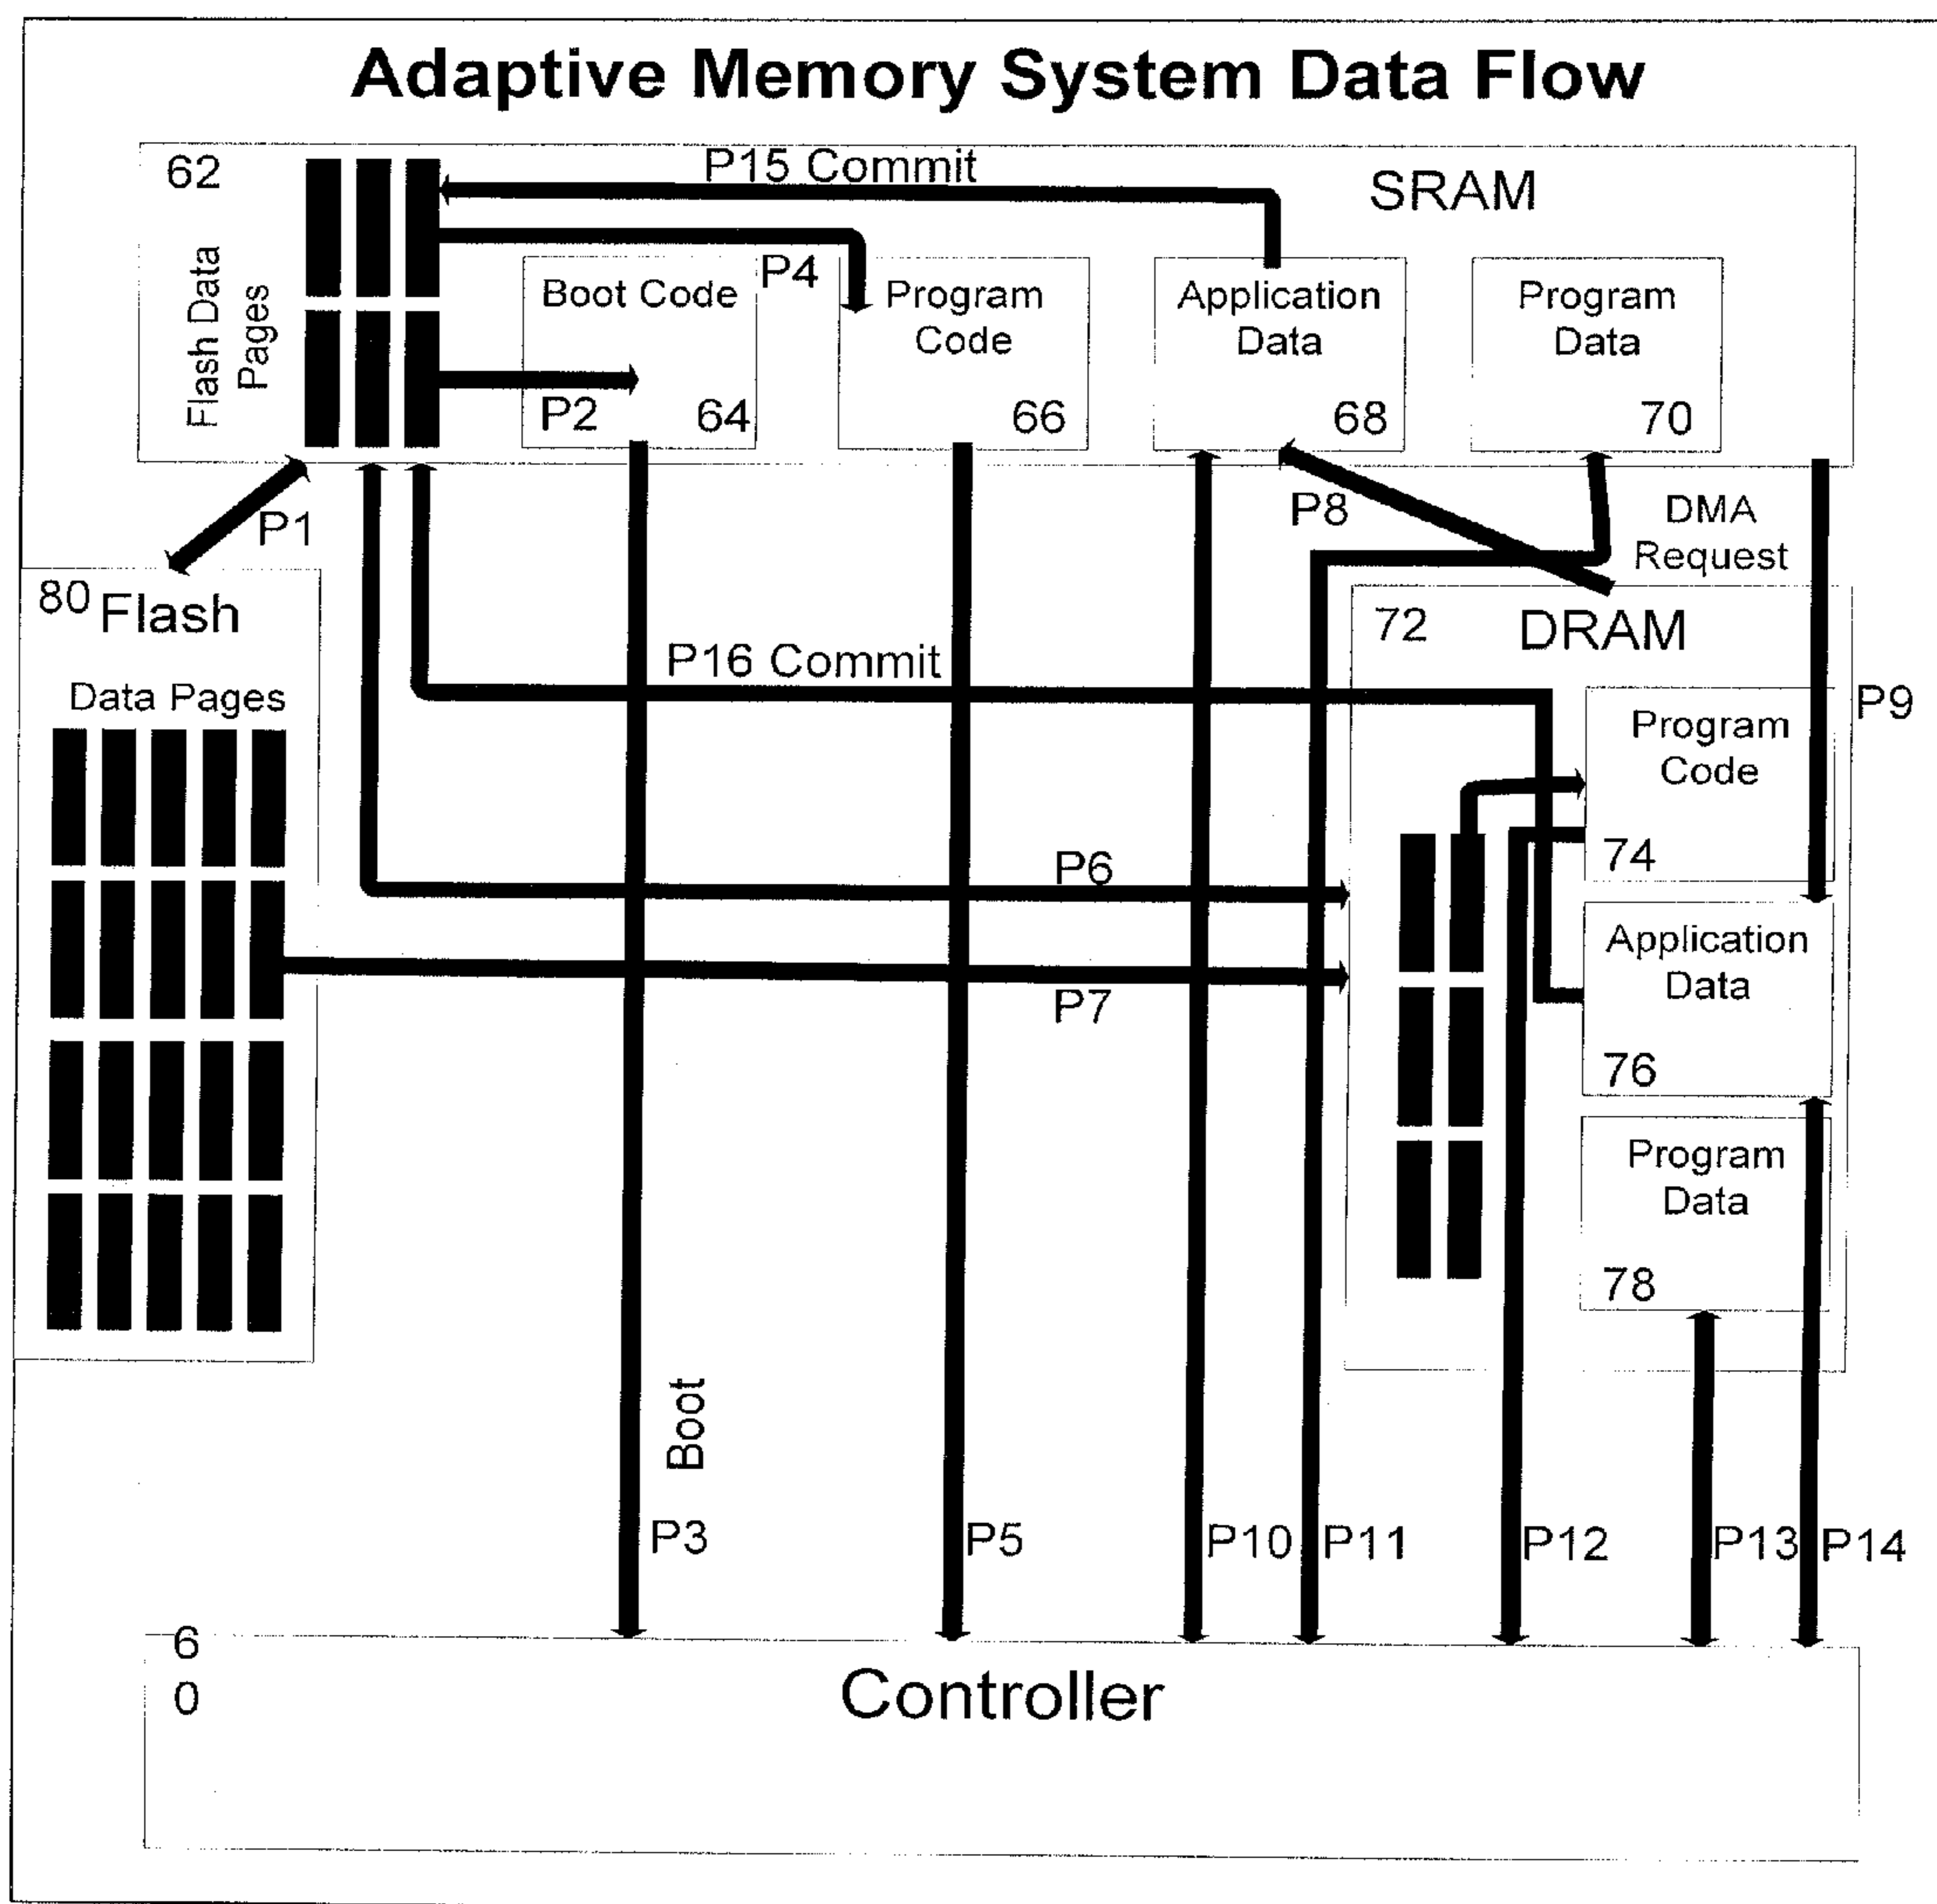 Adaptive Memory System Data Flow
62
P15 Commit
SRAM
Flash Data
Pages
P4
Boot Code
Program
Code
Application
Data
Program
Data
P2
64
66
68
70
P1
P8
DMA
Request
80
Flash
72
DRAM
P16 Commit
Data Pages
P9
Program
Code
74
P6
Application
Data
P7
76
Program
Data
78
Boot
P3
P5
P10
P11
P12
P13
P14
6
0
Controller